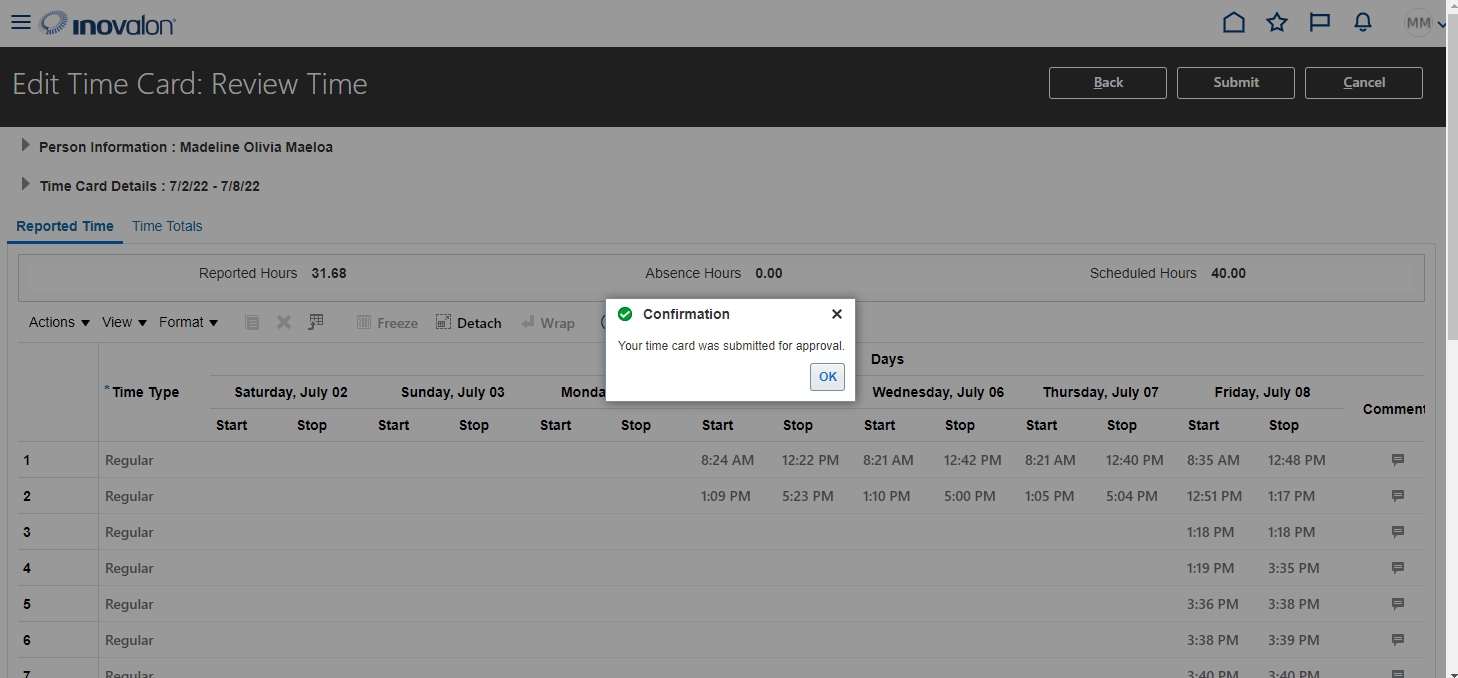 inovalon
MM
Edit Time Card: Review Time
Back
Submit
Cancel
Person Information : Madeline Olivia Maeloa
Time Card Details : 7/2/22 - 7/8/22
Reported Time Time Totals
Reported Hours 31.68 Absence Hours 0.00 Scheduled Hours 40.00
Actions View Format Freeze Detach Wrap
Confirmation
Your time card was submitted for approval.
OK
Days
*Time Type Saturday, July 02 Sunday, July 03 Monda Wednesday, July 06 Thursday, July 07 Friday, July 08 Comment
Start Stop Start Stop Start Stop Start Stop Start Stop Start Stop Start Stop
1 Regular 8:24 AM 12:22 PM 8:21 AM 12:42 PM 8:21 AM 12:40 PM 8:35 AM 12:48 PM
2 Regular 1:09 PM 5:23 PM 1:10 PM 5:00 PM 1:05 PM 5:04 PM 12:51 PM 1:17 PM
3 Regular 1:18 PM 1:18 PM
4 Regular 1:19 PM 3:35 PM
5 Regular 3:36 PM 3:38 PM
6 Regular 3:38 PM 3:39 PM
7 Regular 3:40 PM 3:40 PM